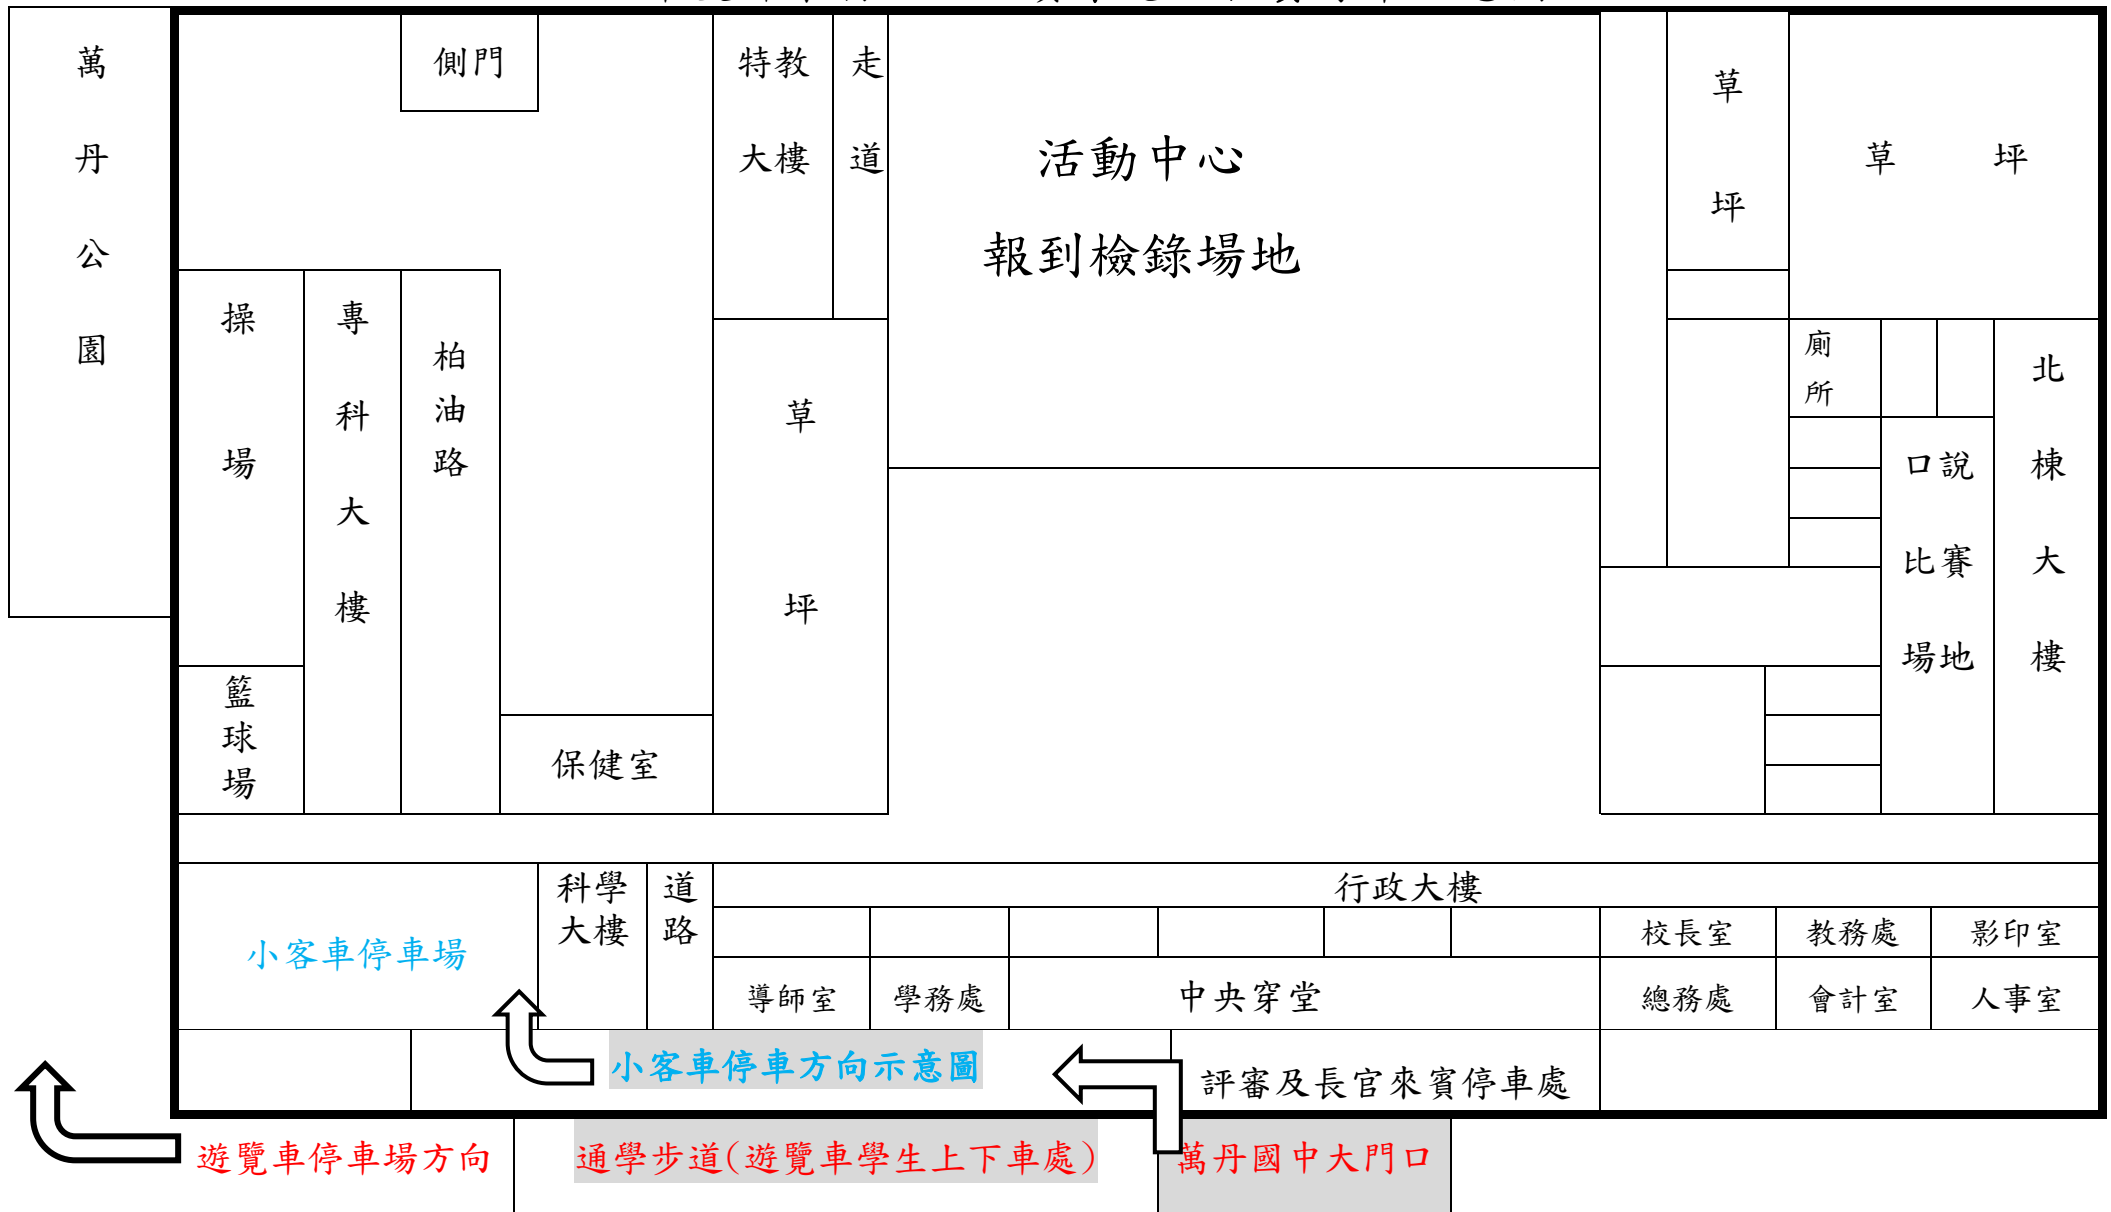 萬丹公園
側門
特教大樓
走道
活動中心
報到檢錄場地
草坪
草坪
操場
專科大樓
柏油路
草坪
廁所
北棟大樓
口說比賽場地
籃球場
保健室
小客車停車場
科學大樓
道路
行政大樓
校長室
教務處
影印室
導師室
學務處
中央穿堂
總務處
會計室
人事室
小客車停車方向示意圖
評審及長官來賓停車處
遊覽車停車場方向
通學步道(遊覽車學生上下車處)
萬丹國中大門口